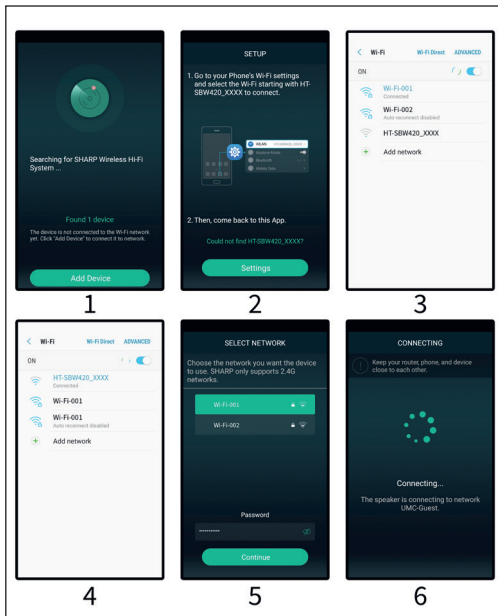 Searching for SHARP Wireless Hi-Fi
System ...
Found 1 device
The device is not connected to the Wi-Fi network
yet. Click "Add Device" to connect it to network.
Add Device
1
SETUP
1. Go to your Phone's Wi-Fi settings
and select the Wi-Fi starting with HT-
SBW420_XXXX to connect.
WLAN
Bluetooth
2. Then, come back to this App.
Could not find HT-SBW420_XXXX?
Settings
2
Wi-Fi
Wi-Fi Direct
ADVANCED
ON
Wi-Fi-001
Connected
Wi-Fi-002
Auto reconnect disabled
HT-SBW420_XXXX
Add network
3
Wi-Fi
Wi-Fi Direct
ADVANCED
ON
HT-SBW420_XXXX
Connected
Wi-Fi-001
Wi-Fi-001
Auto reconnect disabled
Add network
4
SELECT NETWORK
Choose the network you want the device
to use. SHARP only supports 2.4G
networks.
Wi-Fi-001
Wi-Fi-002
Password
Continue
5
CONNECTING
Keep your router, phone, and device
close to each other.
Connecting...
The speaker is connecting to network
UMC-Guest.
6